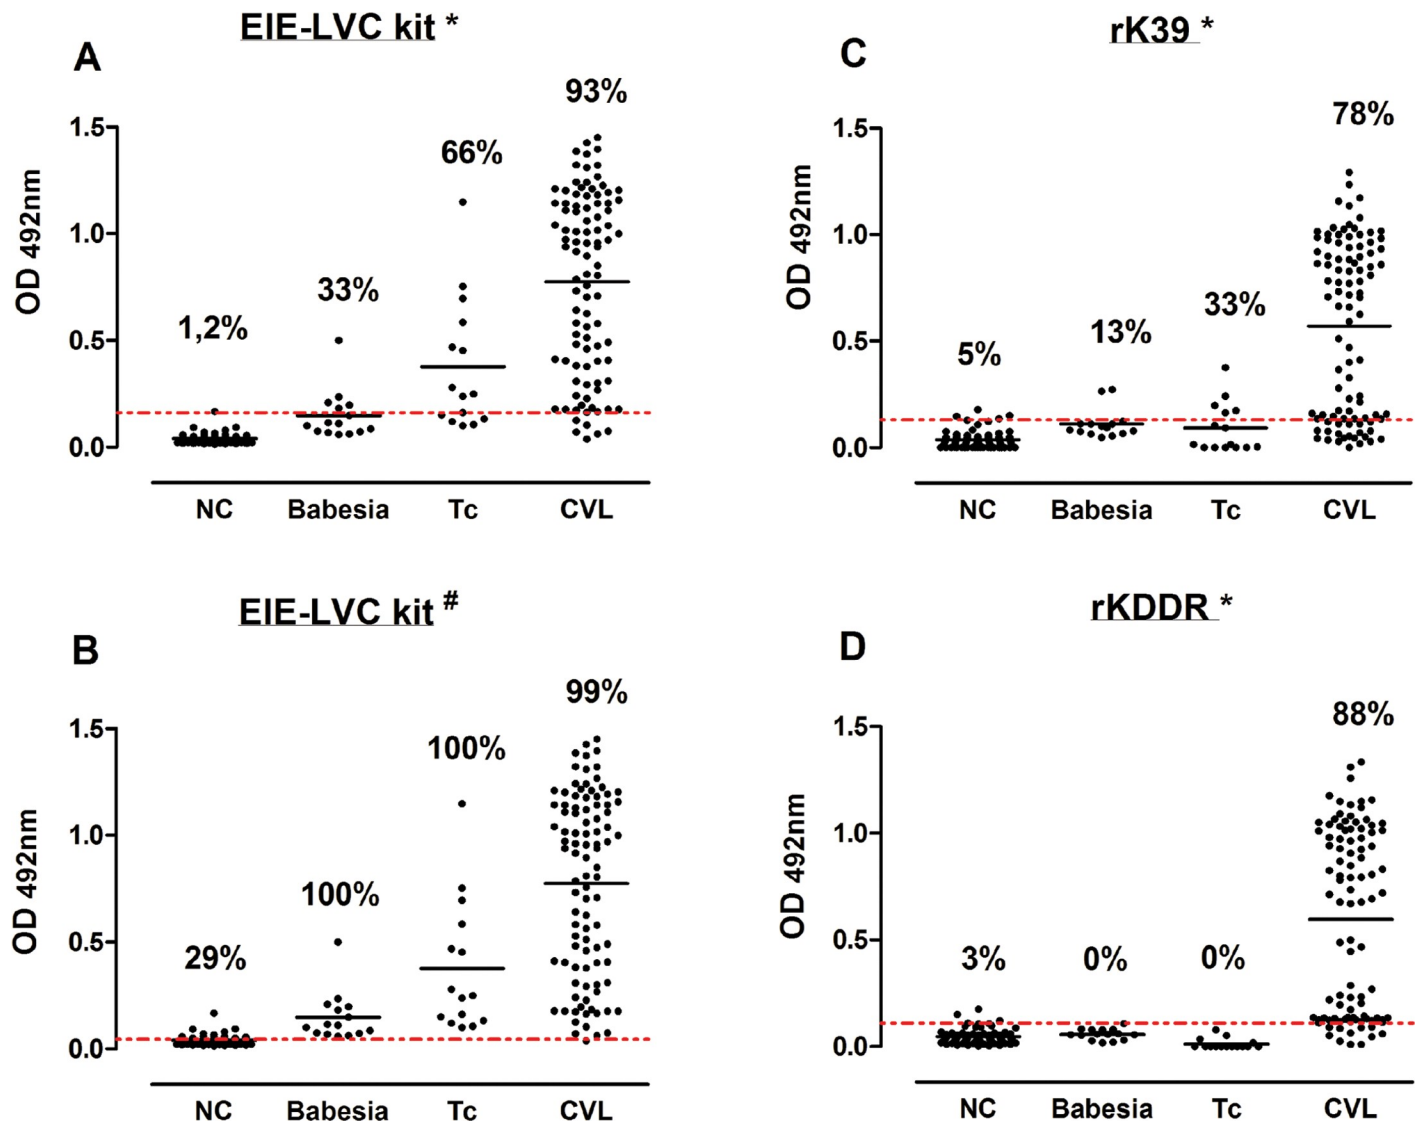 EIE-LVC kit *
A
93%
66%
33%
1,2%
1.5
1.0
0.5
0.0
OD 492nm
NC Babesia Tc CVL
rK39 *
C
78%
33%
13%
5%
1.5
1.0
0.5
0.0
OD 492nm
NC Babesia Tc CVL
EIE-LVC kit #
B
99%
100%
100%
29%
1.5
1.0
0.5
0.0
OD 492nm
NC Babesia Tc CVL
rKDDR *
D
88%
3% 0% 0%
1.5
1.0
0.5
0.0
OD 492nm
NC Babesia Tc CVL